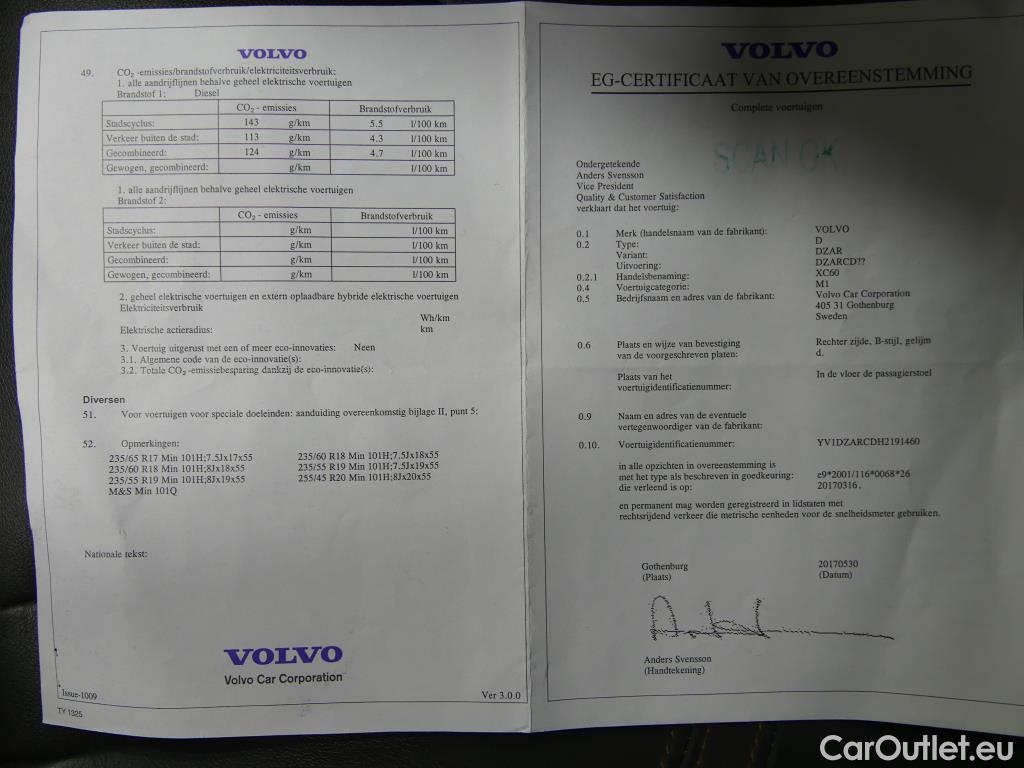 VOLVO
49. CO2 -emissies/brandstofverbruik/elektriciteitsverbruik:
1. alle aandrijflijnen behalve geheel elektrische voertuigen
Brandstof 1: Diesel
CO2 - emissies Brandstofverbruik
Stadscyclus: 143 g/km 5.5 l/100 km
Verkeer buiten de stad: 113 g/km 4.3 l/100 km
Gecombineerd: 124 g/km 4.7 l/100 km
Gewogen, gecombineerd: g/km l/100 km
1. alle aandrijflijnen behalve geheel elektrische voertuigen
Brandstof 2:
CO2 - emissies Brandstofverbruik
Stadscyclus: g/km l/100 km
Verkeer buiten de stad: g/km l/100 km
Gecombineerd: g/km l/100 km
Gewogen, gecombineerd: g/km l/100 km
2. geheel elektrische voertuigen en extern oplaadbare hybride elektrische voertuigen
Elektriciteitsverbruik
Wh/km
Elektrische actieradius: km
3. Voertuig uitgerust met een of meer eco-innovaties: Neen
3.1. Algemene code van de eco-innovatie(s):
3.2. Totale CO2 -emissiebesparing dankzij de eco-innovatie(s):
Diversen
51. Voor voertuigen voor speciale doeleinden: aanduiding overeenkomstig bijlage II, punt 5:
52. Opmerkingen:
235/65 R17 Min 101H;7.5Jx17x55 235/60 R18 Min 101H;7.5Jx18x55
235/60 R18 Min 101H;8Jx18x55 235/55 R19 Min 101H;7.5Jx19x55
235/55 R19 Min 101H;8Jx19x55 255/45 R20 Min 101H;8Jx20x55
M&S Min 101Q
Nationale tekst:
VOLVO
Volvo Car Corporation
Issue-1009 Ver 3.0.0
TY 1325
VOLVO
EG-CERTIFICAAT VAN OVEREENSTEMMING
Complete voertuigen
SCAN OK
Ondergetekende
Anders Svensson
Vice President
Quality & Customer Satisfaction
verklaart dat het voertuig:
0.1 Merk (handelsnaam van de fabrikant): VOLVO
0.2 Type: D
Variant: DZAR
Uitvoering: DZARCD??
0.2.1 Handelsbenaming: XC60
0.4 Voertuigcategorie: M1
0.5 Bedrijfsnaam en adres van de fabrikant: Volvo Car Corporation
405 31 Gothenburg
Sweden
0.6 Plaats en wijze van bevestiging Rechter zijde, B-stijl, gelijm
van de voorgeschreven platen: d.
Plaats van het In de vloer de passagierstoel
voertuigidentificatienummer:
0.9 Naam en adres van de eventuele
vertegenwoordiger van de fabrikant:
0.10. Voertuigidentificatienummer: YV1DZARCDH2191460
in alle opzichten in overeenstemming is
met het type als beschreven in goedkeuring: e9*2001/116*0068*26
die verleend is op: 20170316,
en permanent mag worden geregistreerd in lidstaten met
rechtsrijdend verkeer die metrische eenheden voor de snelheidsmeter gebruiken.
Gothenburg 20170530
(Plaats) (Datum)
Anders Svensson
(Handtekening)
CarOutlet.eu